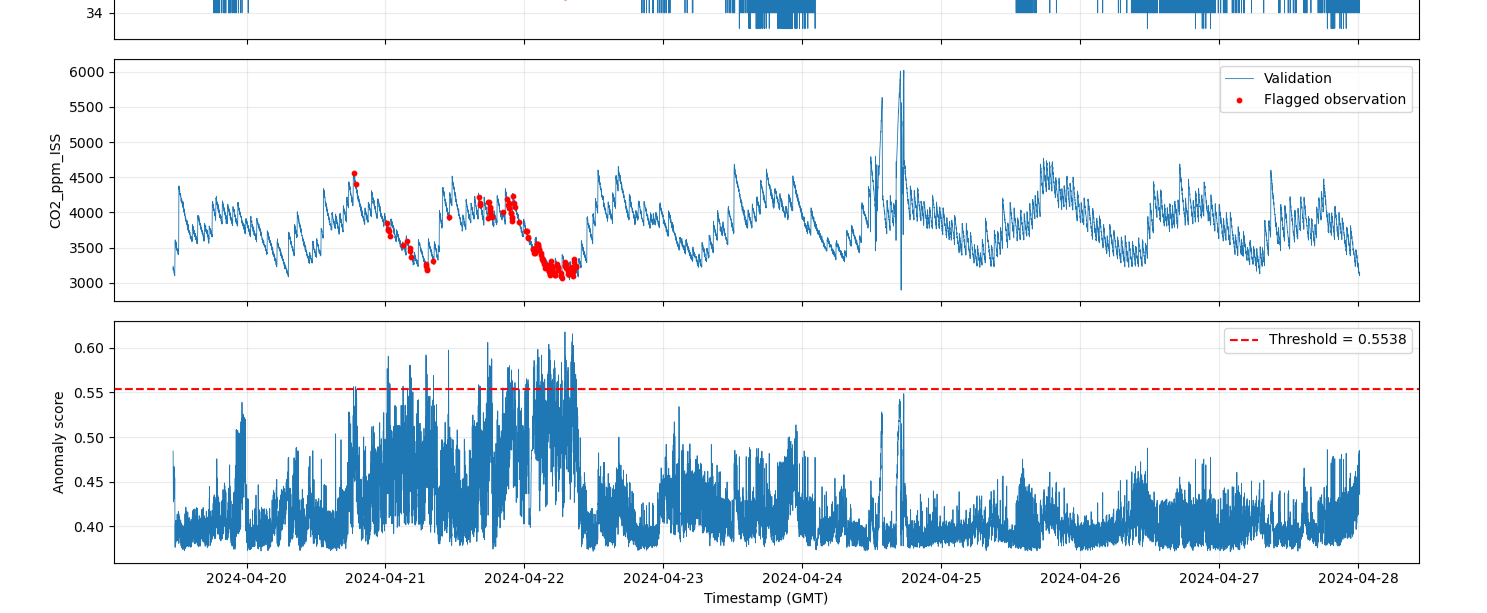 34
6000
5500
5000
4500
4000
3500
3000
CO2_ppm_ISS
Validation
Flagged observation
0.60
0.55
0.50
0.45
0.40
Anomaly score
Threshold = 0.5538
2024-04-20 2024-04-21 2024-04-22 2024-04-23 2024-04-24 2024-04-25 2024-04-26 2024-04-27 2024-04-28
Timestamp (GMT)